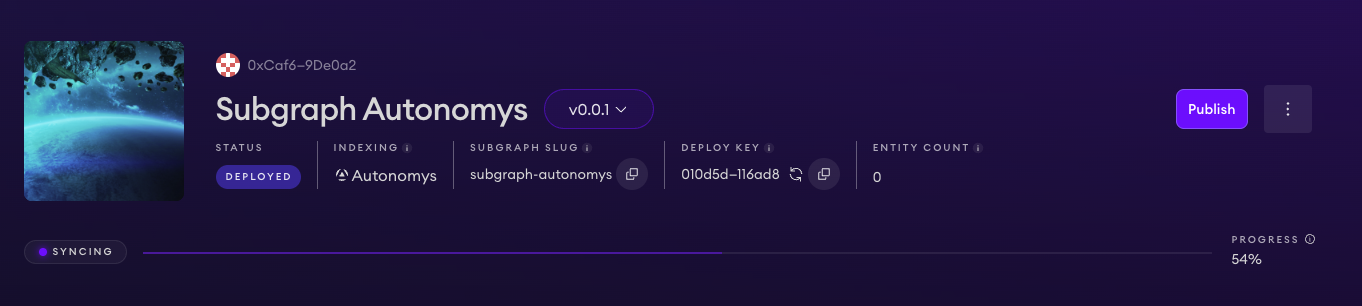 0xCaf6–9De0a2
Subgraph Autonomys
v0.0.1
Publish
STATUS
DEPLOYED
INDEXING
Autonomys
SUBGRAPH SLUG
subgraph-autonomys
DEPLOY KEY
010d5d–116ad8
ENTITY COUNT
0
SYNCING
PROGRESS
54%